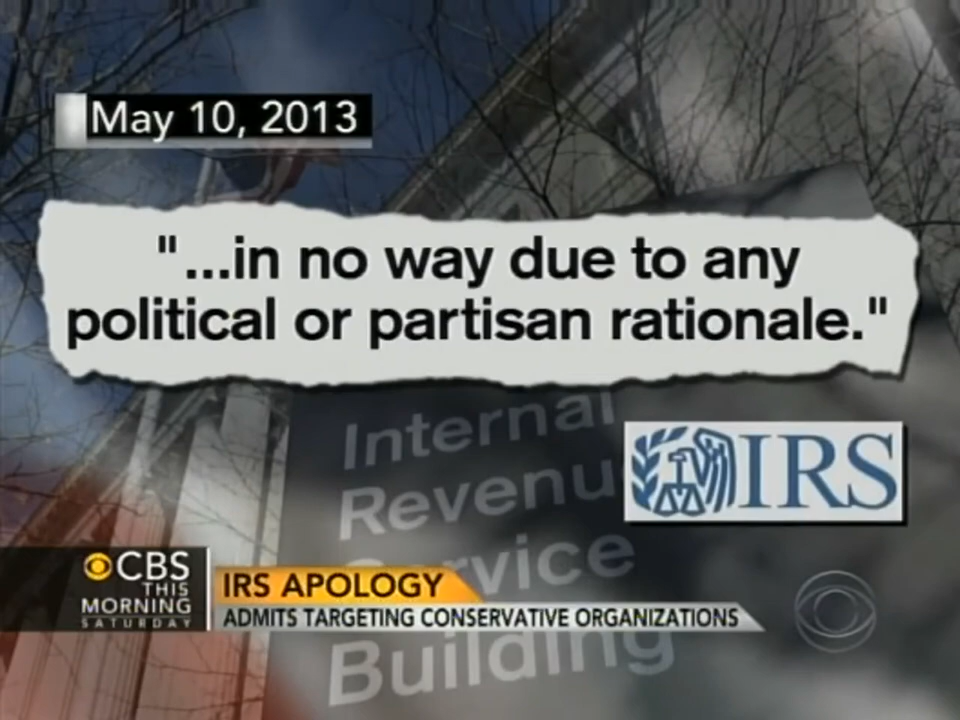 May 10, 2013
"...in no way due to any
political or partisan rationale."
Internal
Revenu
Service
Building
IRS
CBS
THIS
MORNING
SATURDAY
IRS APOLOGY
ADMITS TARGETING CONSERVATIVE ORGANIZATIONS